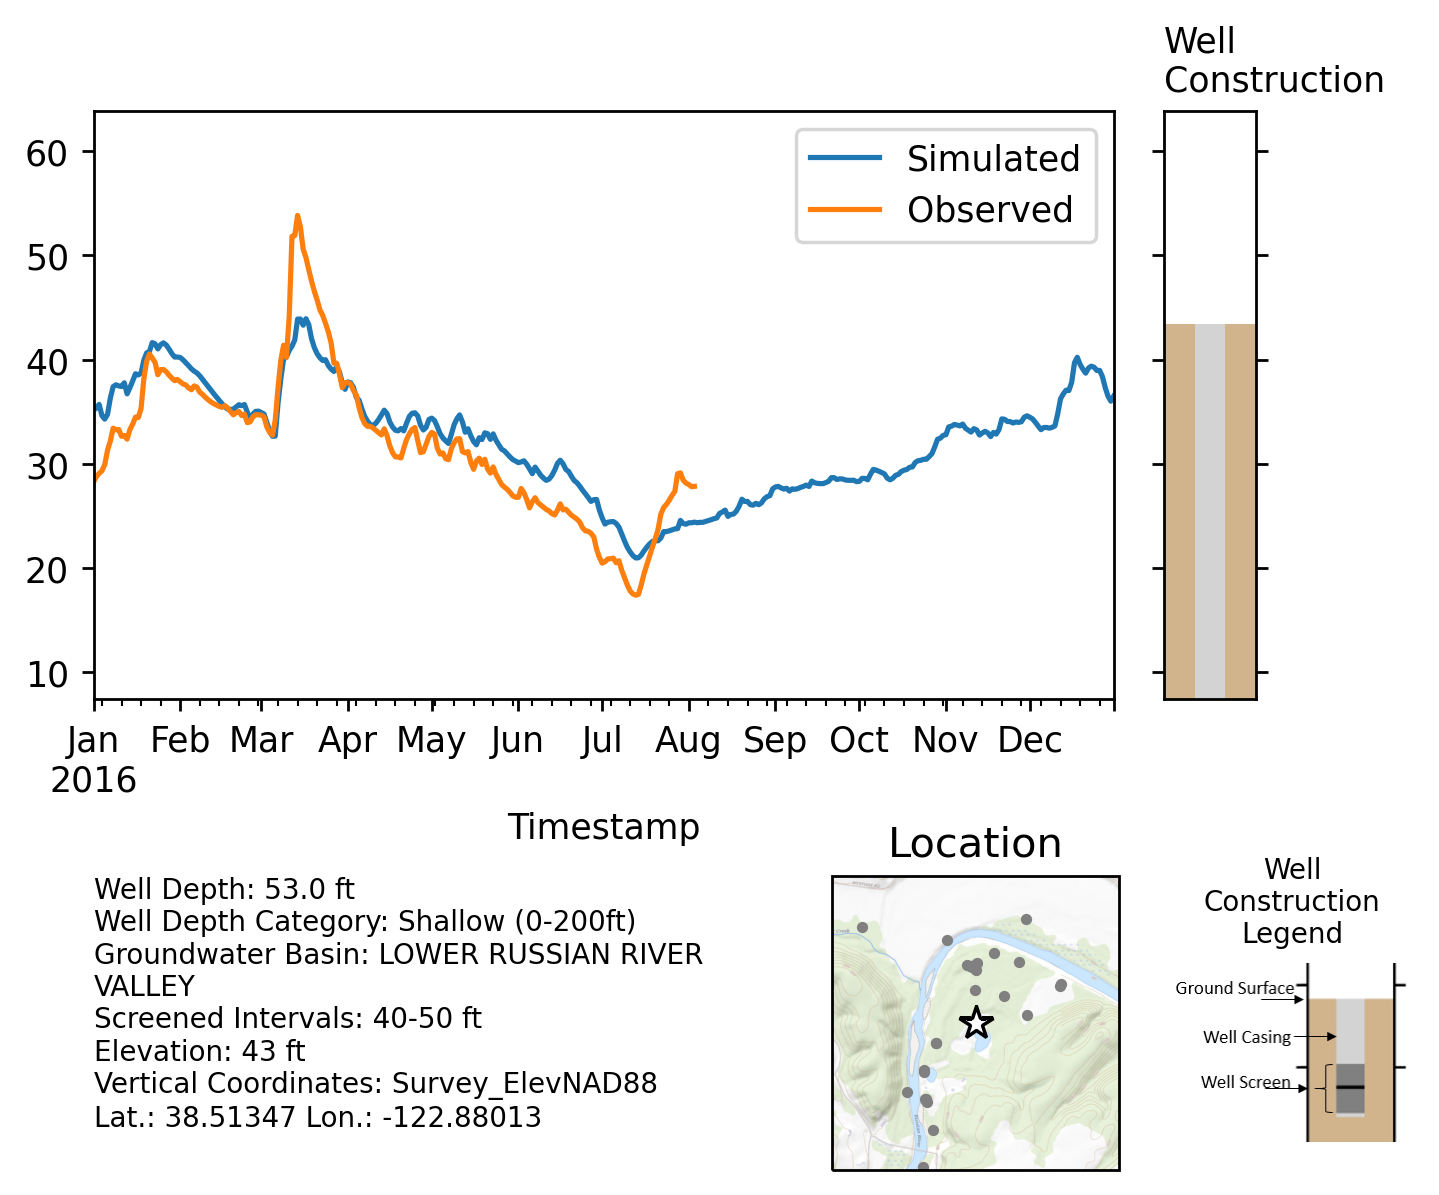 Well
Construction
60
50
40
30
20
10
Simulated
Observed
Jan Feb Mar Apr May Jun Jul Aug Sep Oct Nov Dec
2016
Timestamp
Well Depth: 53.0 ft
Well Depth Category: Shallow (0-200ft)
Groundwater Basin: LOWER RUSSIAN RIVER
VALLEY
Screened Intervals: 40-50 ft
Elevation: 43 ft
Vertical Coordinates: Survey_ElevNAD88
Lat.: 38.51347 Lon.: -122.88013
Location
Well
Construction
Legend
Ground Surface
Well Casing
Well Screen